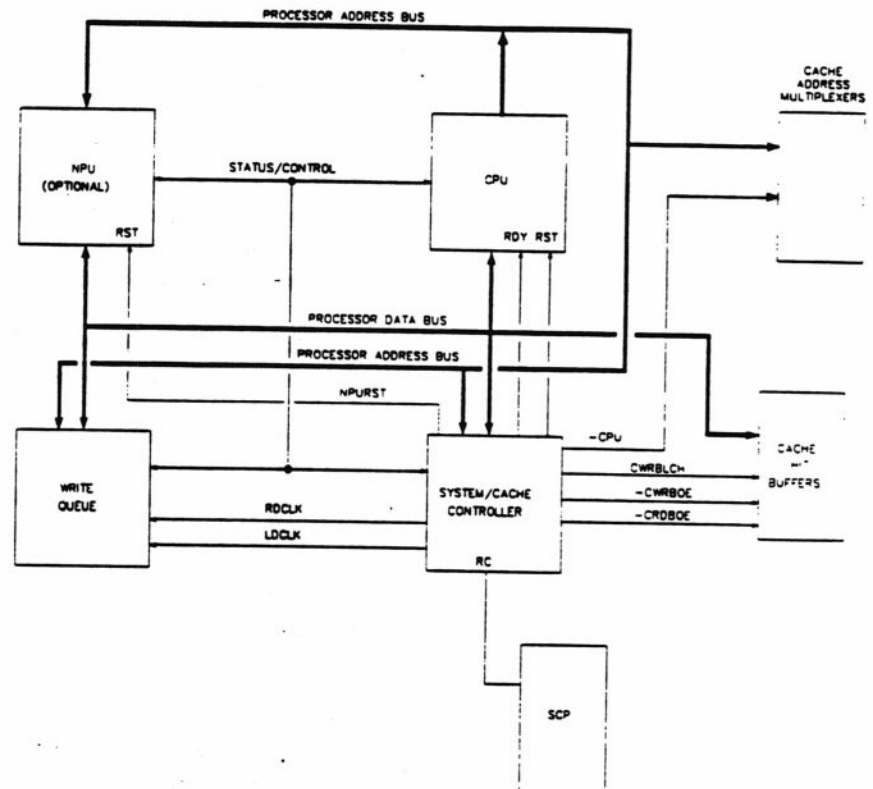 PROCESSOR ADDRESS BUS
CACHE
ADDRESS
MULTIPLEXERS
NPU
(OPTIONAL)
RST
STATUS/CONTROL
CPU
RDY RST
PROCESSOR DATA BUS
PROCESSOR ADDRESS BUS
NPURST
-CPU
WRITE
QUEUE
RDCLK
LDCLK
SYSTEM/CACHE
CONTROLLER
RC
CWRBLCH
-CWRBOE
-CRDBOE
CACHE
BUFFERS
SCP